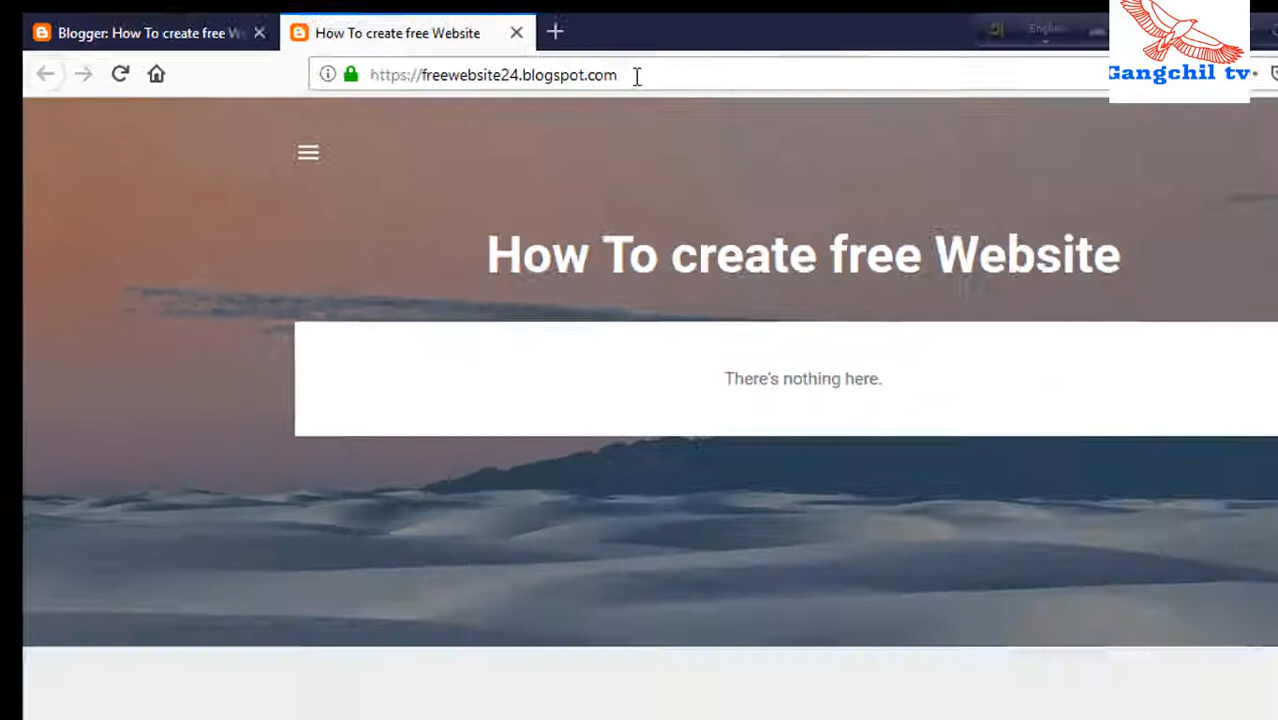 Blogger: How To create free W
How To create free Website
English
https://freewebsite24.blogspot.com
Gangchil tv
How To create free Website
There's nothing here.